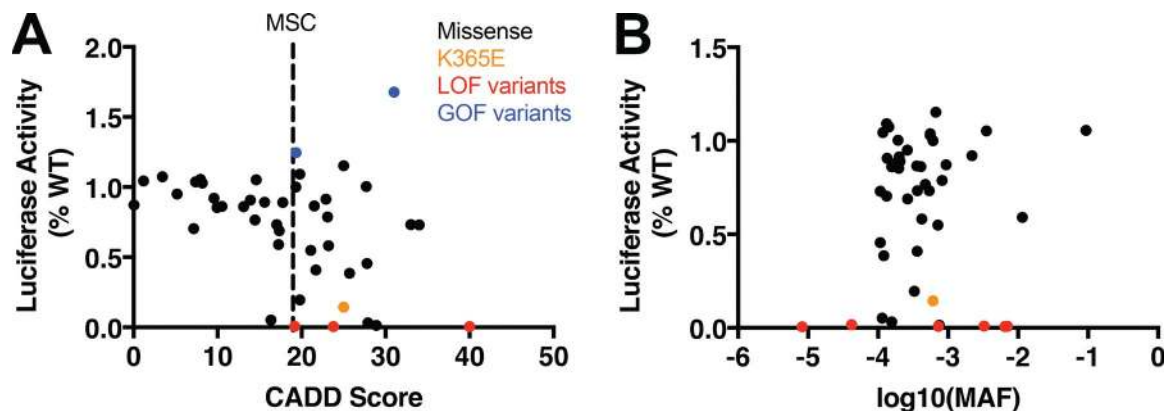 A
MSC
Missense
K365E
LOF variants
GOF variants
Luciferase Activity
(% WT)
2.0
1.5
1.0
0.5
0.0
0
10
20
30
40
50
CADD Score
B
Luciferase Activity
(% WT)
1.5
1.0
0.5
0.0
-6
-5
-4
-3
-2
-1
0
log10(MAF)